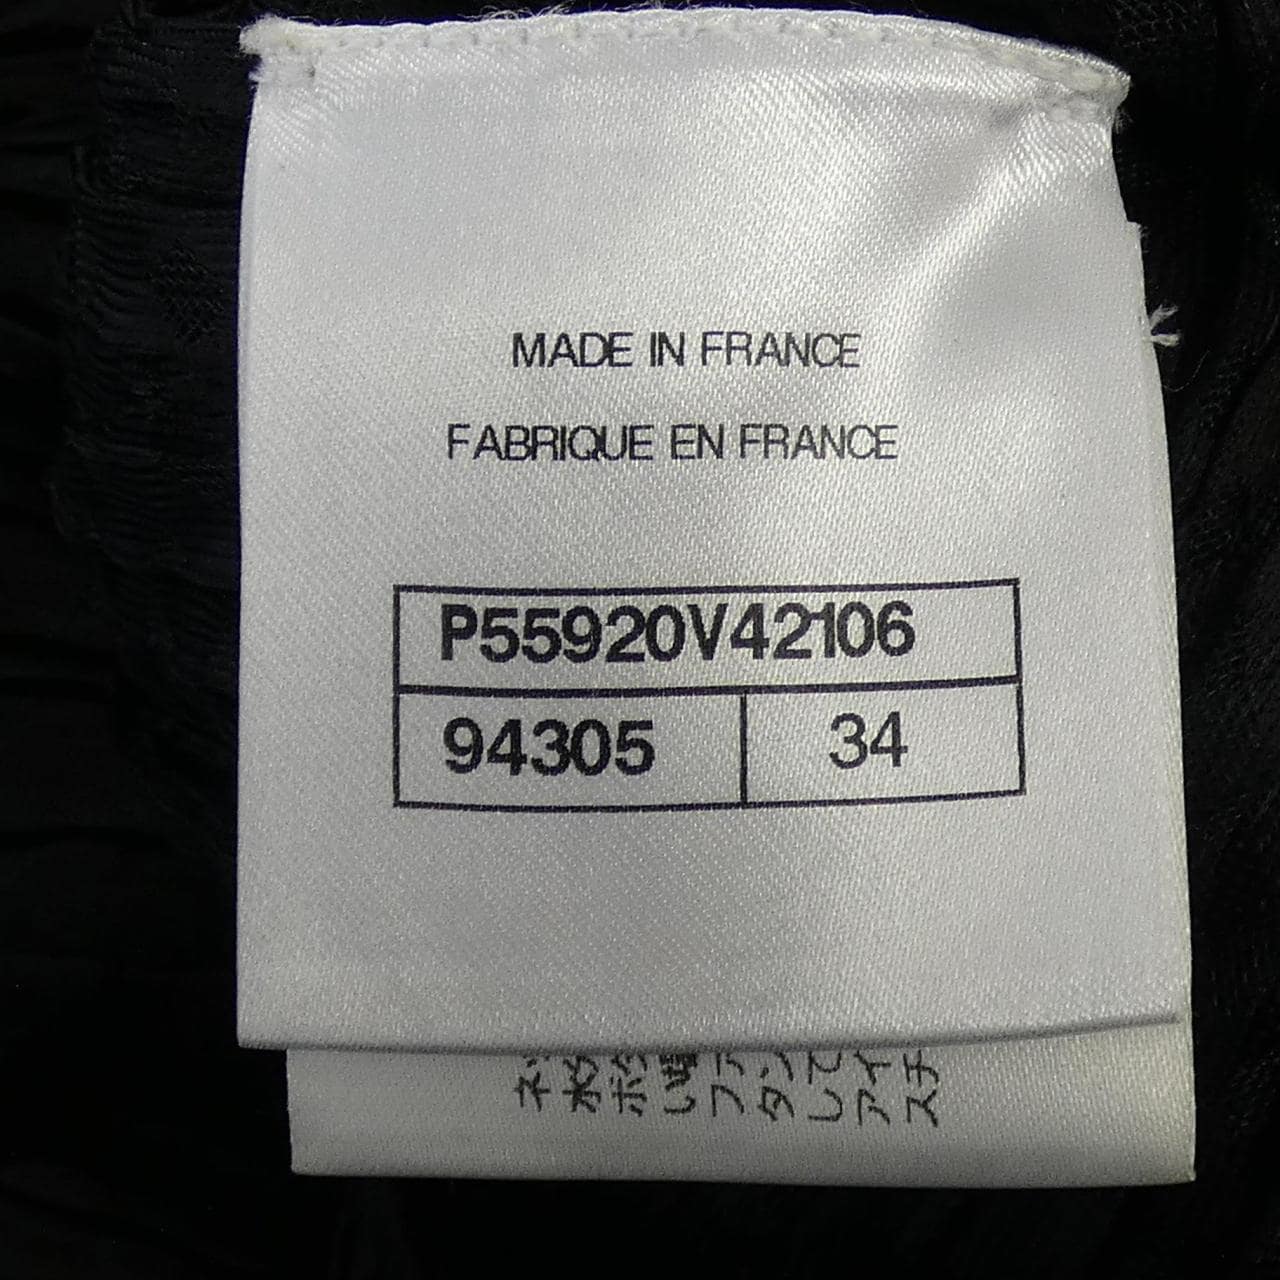 MADE IN FRANCE
FABRIQUE EN FRANCE
P55920V42106
94305 34